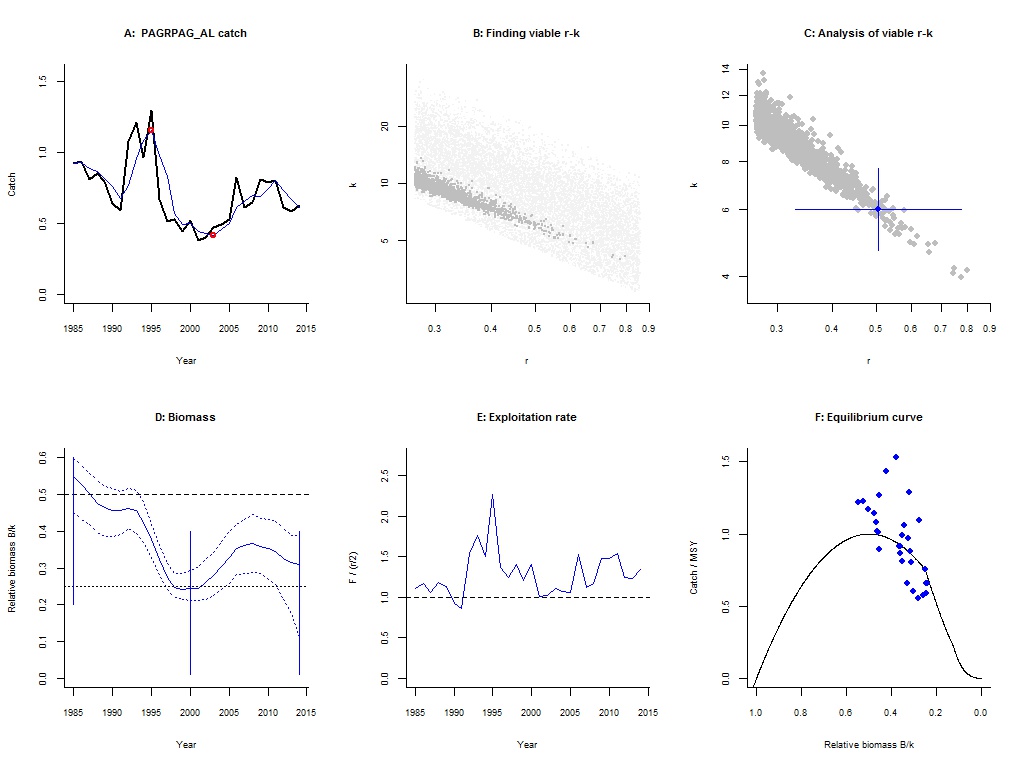 A: PAGRPAG_AL catch
Catch
1.5
1.0
0.5
0.0
1985 1990 1995 2000 2005 2010 2015
Year
B: Finding viable r-k
k
20
10
5
0.3 0.4 0.5 0.6 0.7 0.8 0.9
r
C: Analysis of viable r-k
k
14
12
10
8
6
4
0.3 0.4 0.5 0.6 0.7 0.8 0.9
r
D: Biomass
Relative biomass B/k
0.6
0.5
0.4
0.3
0.2
0.1
0.0
1985 1990 1995 2000 2005 2010 2015
Year
E: Exploitation rate
F / (r/2)
2.5
2.0
1.5
1.0
0.5
0.0
1985 1990 1995 2000 2005 2010 2015
Year
F: Equilibrium curve
Catch / MSY
1.5
1.0
0.5
0.0
1.0 0.8 0.6 0.4 0.2 0.0
Relative biomass B/k